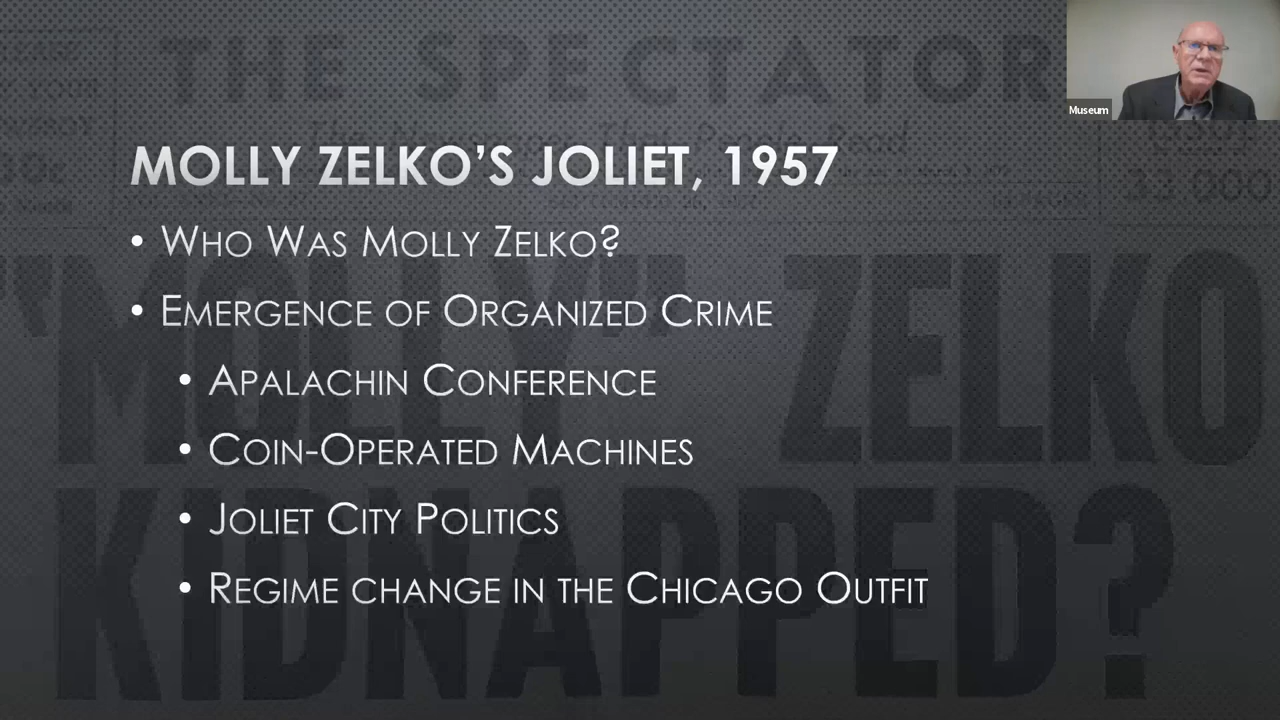 THE SPECTATOR
Museum
MOLLY ZELKO'S JOLIET, 1957
• WHO WAS MOLLY ZELKO?
• EMERGENCE OF ORGANIZED CRIME
• APALACHIN CONFERENCE
• COIN-OPERATED MACHINES
• JOLIET CITY POLITICS
• REGIME CHANGE IN THE CHICAGO OUTFIT
"MOLLY" ZELKO
KIDNAPPED?